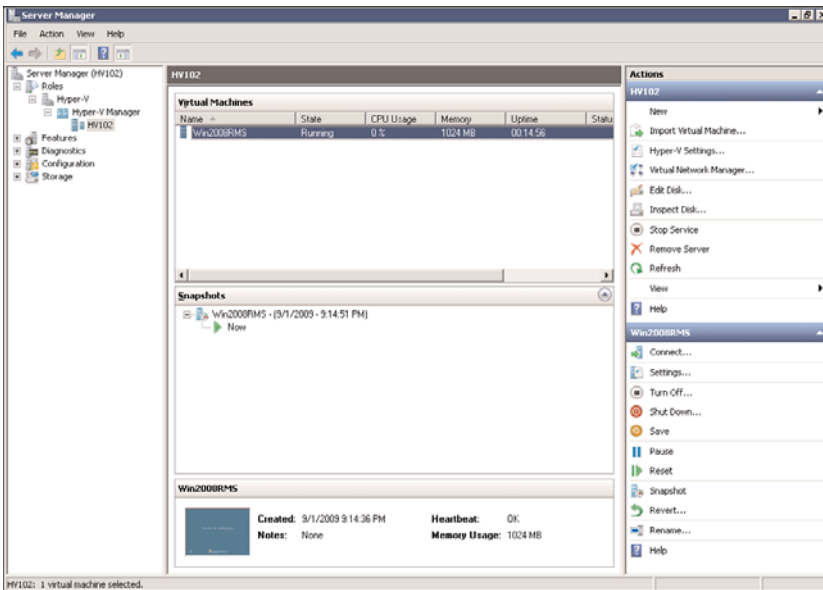 Server Manager
File Action View Help
Server Manager (HV102)
Roles
Hyper-V
Hyper-V Manager
HV102
Features
Diagnostics
Configuration
Storage
HV102
Virtual Machines
Name State CPU Usage Memory Uptime Statu
Win2008RMS Running 0 % 1024 MB 00:14:56
Snapshots
Win2008RMS - (9/1/2009 - 9:14:51 PM)
Now
Win2008RMS
Created: 9/1/2009 9:14:36 PM Heartbeat: OK
Notes: None Memory Usage: 1024 MB
Actions
HV102
New
Import Virtual Machine...
Hyper-V Settings...
Virtual Network Manager...
Edit Disk...
Inspect Disk...
Stop Service
Remove Server
Refresh
View
Help
Win2008RMS
Connect...
Settings...
Turn Off...
Shut Down...
Save
Pause
Reset
Snapshot
Revert...
Rename...
Help
HV102: 1 virtual machine selected.